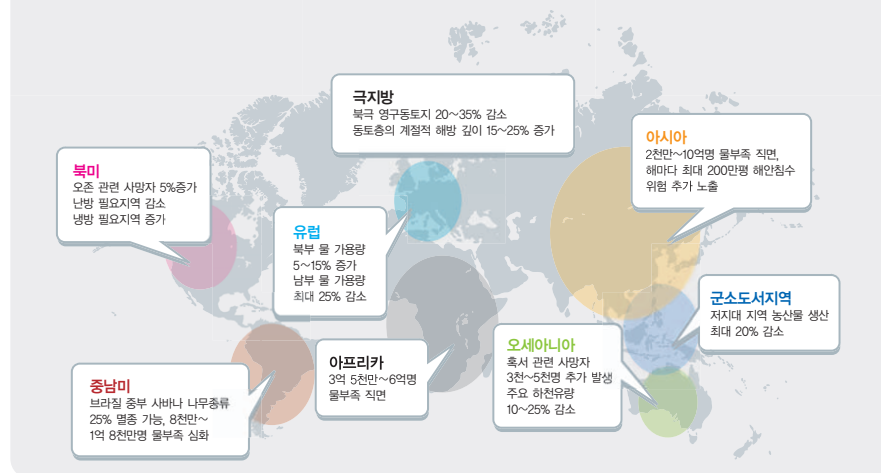 극지방
북극 영구동토지 20~35% 감소
동토층의 계절적 해방 깊이 15~25% 증가
아시아
2천만~10억명 물부족 직면,
해마다 최대 200만평 해안침수
위험 추가 노출
북미
오존 관련 사망자 5%증가
난방 필요지역 감소
냉방 필요지역 증가
유럽
북부 물 가용량
5~15% 증가
남부 물 가용량
최대 25% 감소
군소도서지역
저지대 지역 농산물 생산
최대 20% 감소
오세아니아
혹서 관련 사망자
3천~5천명 추가 발생
주요 하천유량
10~25% 감소
아프리카
3억 5천만~6억명
물부족 직면
중남미
브라질 중부 사바나 나무종류
25% 멸종 가능, 8천만~
1억 8천만명 물부족 심화